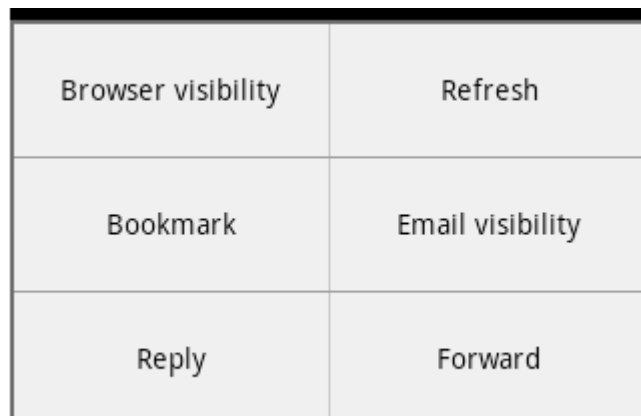 Browser visibility
Refresh
Bookmark
Email visibility
Reply
Forward